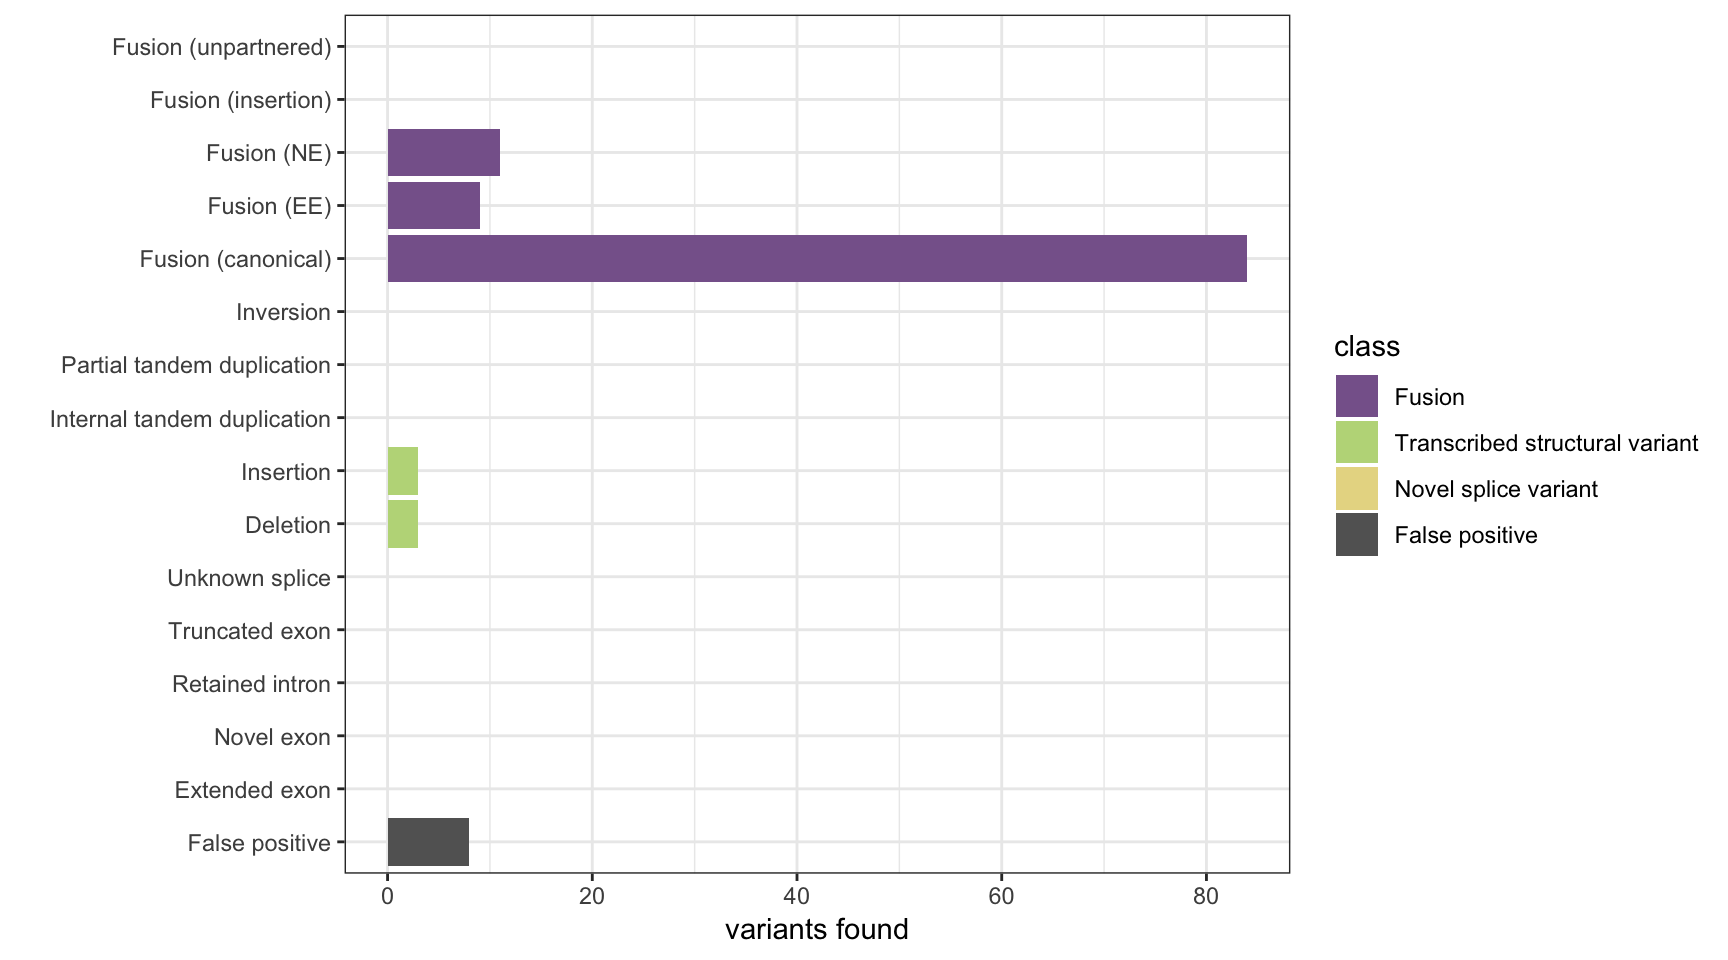 Fusion (unpartnered)
Fusion (insertion)
Fusion (NE)
Fusion (EE)
Fusion (canonical)
Inversion
Partial tandem duplication
Internal tandem duplication
Insertion
Deletion
Unknown splice
Truncated exon
Retained intron
Novel exon
Extended exon
False positive
0 20 40 60 80
variants found
class
Fusion
Transcribed structural variant
Novel splice variant
False positive